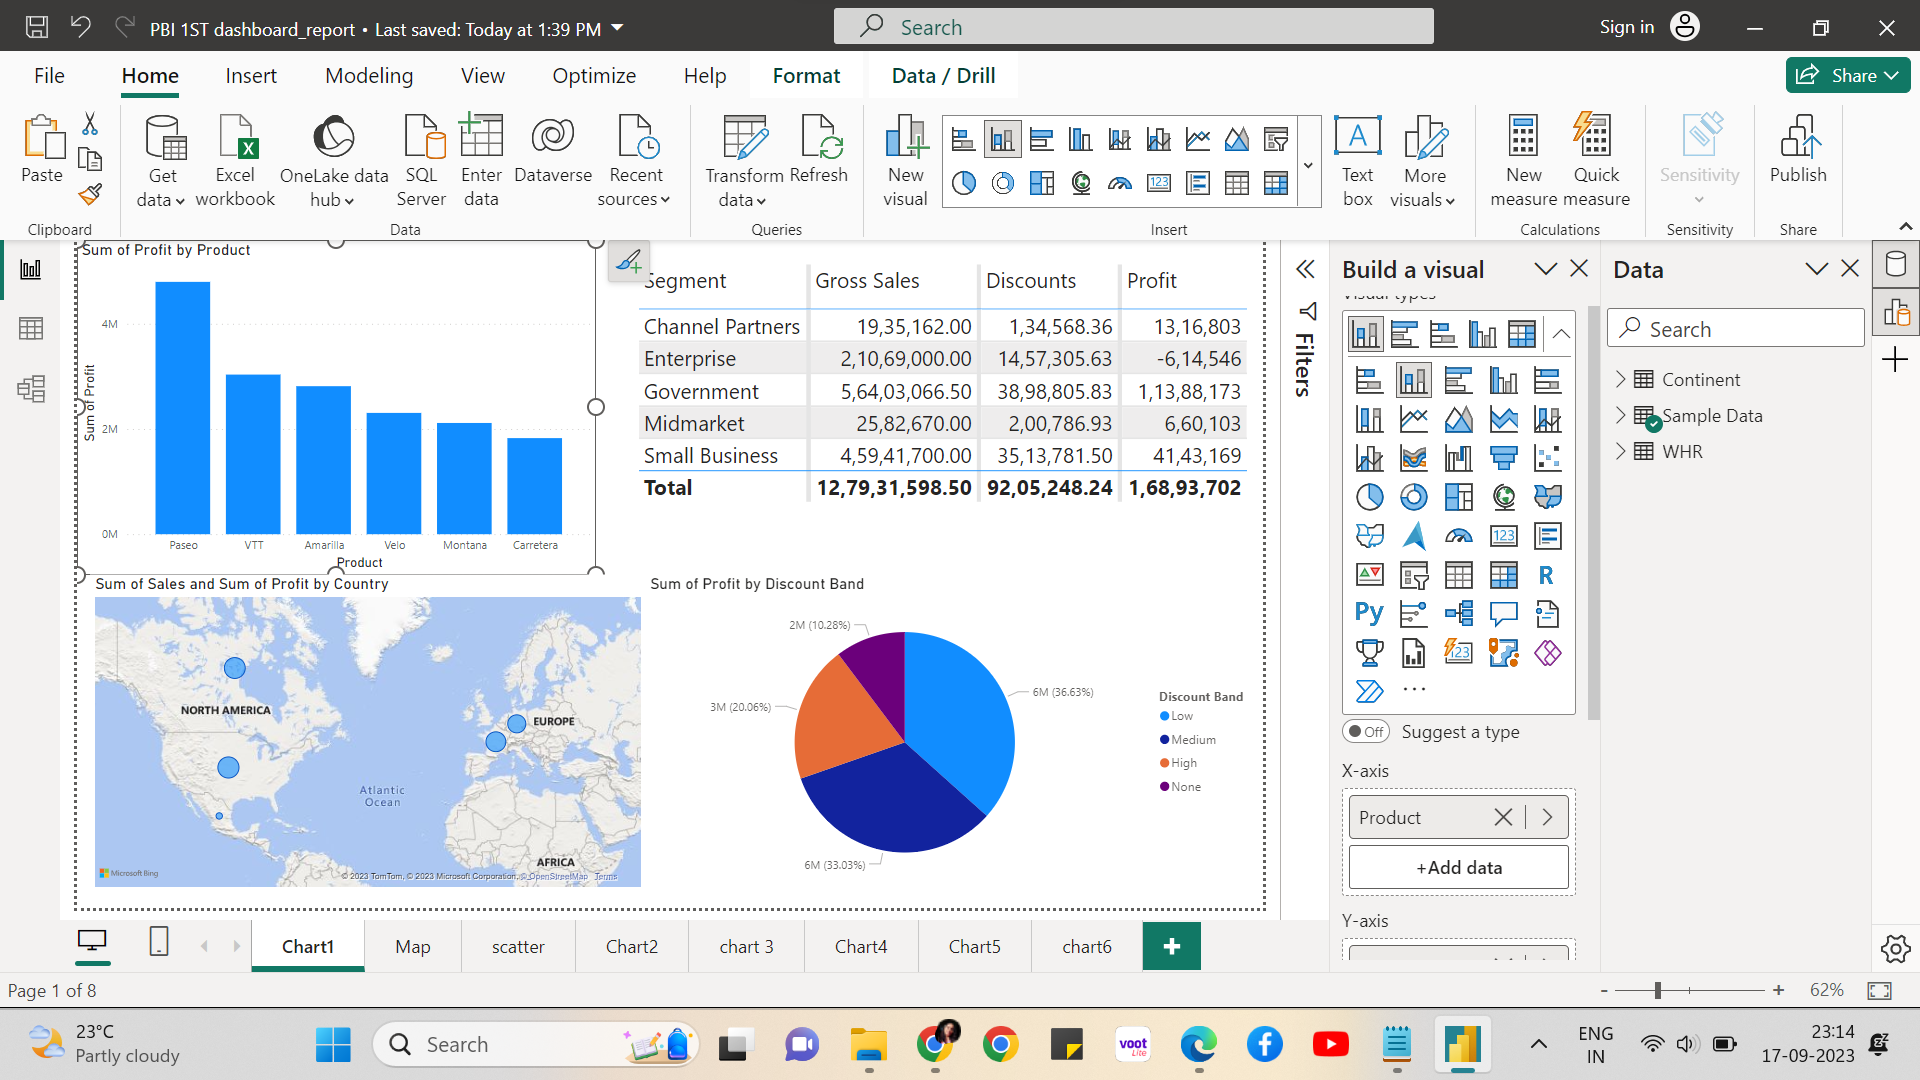 PBI 1ST dashboard_report • Last saved: Today at 1:39 PM
Search
Sign in
File Home Insert Modeling View Optimize Help Format Data / Drill
Share
Paste
Get data
Excel workbook
OneLake data hub
SQL Server
Enter data
Dataverse
Recent sources
Transform data
Refresh
New visual
Text box
More visuals
New measure
Quick measure
Sensitivity
Publish
Clipboard Data Queries Insert Calculations Sensitivity Share
Sum of Profit by Product
Sum of Profit
4M
2M
0M
Paseo VTT Amarilla Velo Montana Carretera
Product
Segment Gross Sales Discounts Profit
Channel Partners 19,35,162.00 1,34,568.36 13,16,803
Enterprise 2,10,69,000.00 14,57,305.63 -6,14,546
Government 5,64,03,066.50 38,98,805.83 1,13,88,173
Midmarket 25,82,670.00 2,00,786.93 6,60,103
Small Business 4,59,41,700.00 35,13,781.50 41,43,169
Total 12,79,31,598.50 92,05,248.24 1,68,93,702
Sum of Sales and Sum of Profit by Country
NORTH AMERICA
EUROPE
Atlantic
Ocean
AFRICA
Microsoft Bing
© 2023 TomTom, © 2023 Microsoft Corporation, © OpenStreetMap Terms
Sum of Profit by Discount Band
2M (10.28%)
6M (36.63%)
3M (20.06%)
6M (33.03%)
Discount Band
Low
Medium
High
None
Filters
Build a visual
Visual types
123
R
Py
123
Off Suggest a type
X-axis
Product
+Add data
Y-axis
Data
Search
Continent
Sample Data
WHR
Chart1 Map scatter Chart2 chart 3 Chart4 Chart5 chart6
Page 1 of 8
- + 62%
23°C
Partly cloudy
Search
voot
Lite
ENG
IN
23:14
17-09-2023